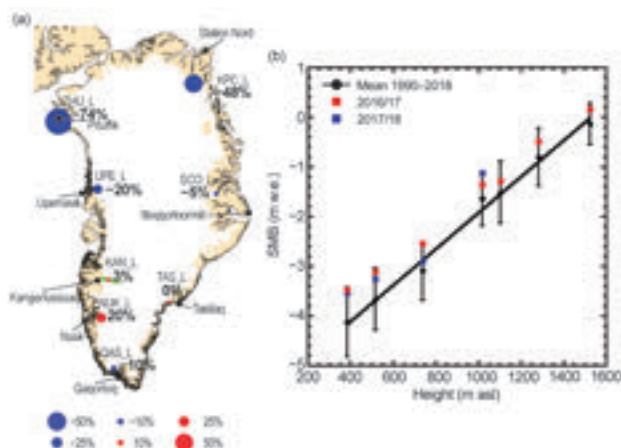 (a)
Station Nord
KPC_L
-48%
THU_L
-74%
Pituffik
UPE_L
-20%
Upernavik
SCO_L
-5%
Ittoqqortoormiit
KAN_L
3%
Kangerlussuaq
TAS_L
0%
Tasiilaq
NUK_L
20%
Nuuk
QAS_L
Qaqortoq
-50%
-10%
25%
-25%
10%
50%
(b)
Mean 1990–2018
2016/17
2017/18
SMB (m w.e.)
0
-1
-2
-3
-4
-5
200
400
600
800
1000
1200
1400
1600
Height (m asl)